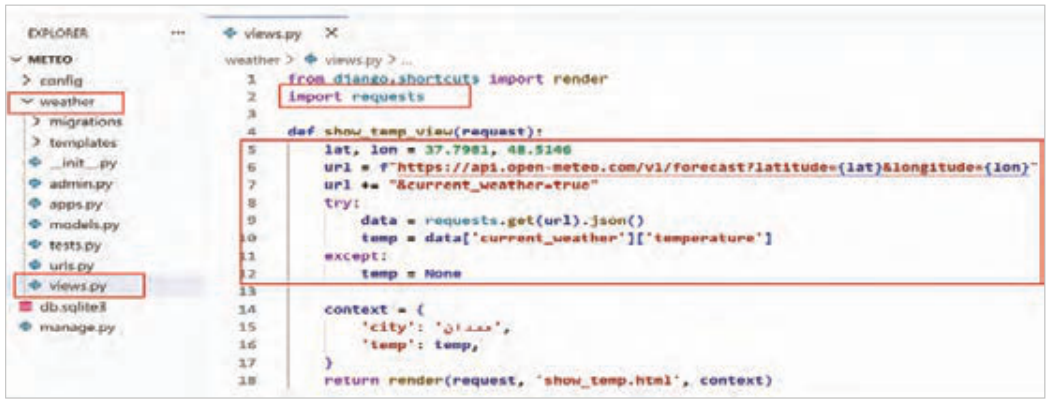 EXPLORER ...
METEO
config
weather
migrations
templates
__init__.py
admin.py
apps.py
models.py
tests.py
urls.py
views.py
db.sqlite3
manage.py
views.py ×
weather > views.py > ...
1 from django.shortcuts import render
2 import requests
3
4 def show_temp_view(request):
5 lat, lon = 37.7981, 48.5146
6 url = f"https://api.open-meteo.com/v1/forecast?latitude={lat}&longitude={lon}"
7 url += "&current_weather=true"
8 try:
9 data = requests.get(url).json()
10 temp = data['current_weather']['temperature']
11 except:
12 temp = None
13
14 context = {
15 'city': 'همدان',
16 'temp': temp,
17 }
18 return render(request, 'show_temp.html', context)